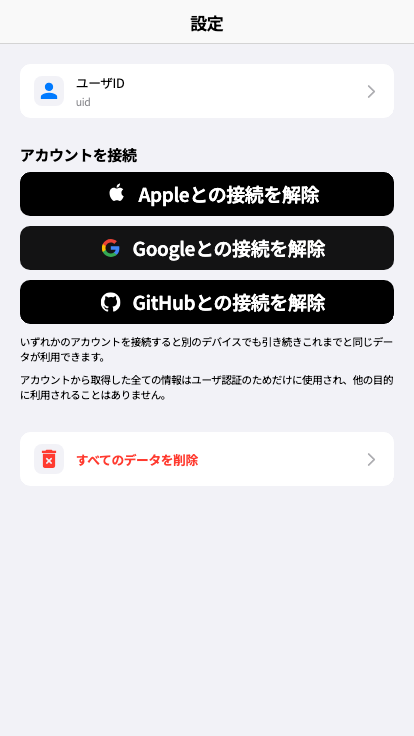 設定
ユーザID
uid
アカウントを接続
Appleとの接続を解除
Googleとの接続を解除
GitHubとの接続を解除
いずれかのアカウントを接続すると別のデバイスでも引き続きこれまでと同じデー
タが利用できます。
アカウントから取得した全ての情報はユーザ認証のためだけに使用され、他の目的
に利用されることはありません。
すべてのデータを削除